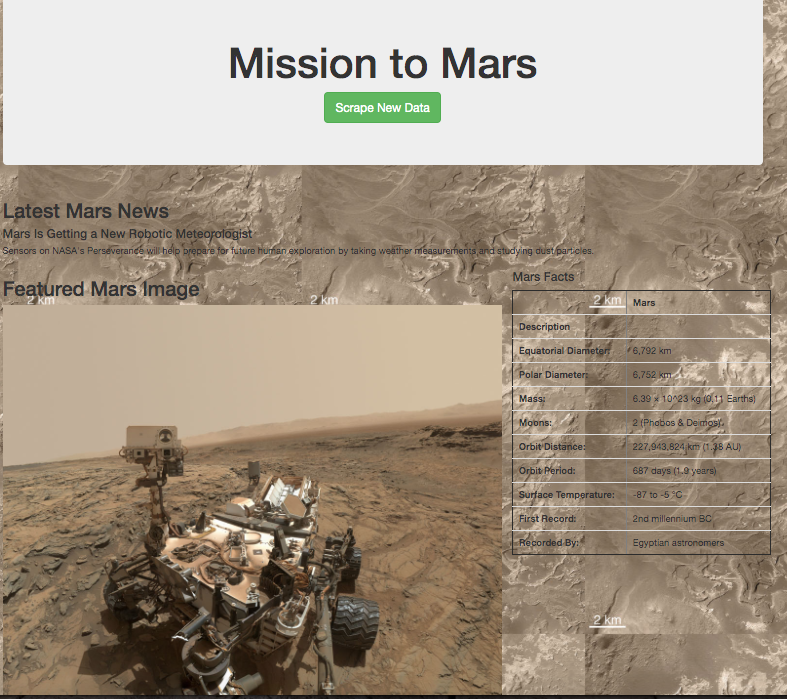 Mission to Mars
Scrape New Data
Latest Mars News
Mars Is Getting a New Robotic Meteorologist
Sensors on NASA's Perseverance will help prepare for future human exploration by taking weather measurements and studying dust particles.
Featured Mars Image
2 km
2 km
Mars Facts
2 km
Mars
Description
Equatorial Diameter: 6,792 km
Polar Diameter: 6,752 km
Mass: 6.39 × 10^23 kg (0.11 Earths)
Moons: 2 (Phobos & Deimos)
Orbit Distance: 227,943,824 km (1.38 AU)
Orbit Period: 687 days (1.9 years)
Surface Temperature: -87 to -5 °C
First Record: 2nd millennium BC
Recorded By: Egyptian astronomers
2 km